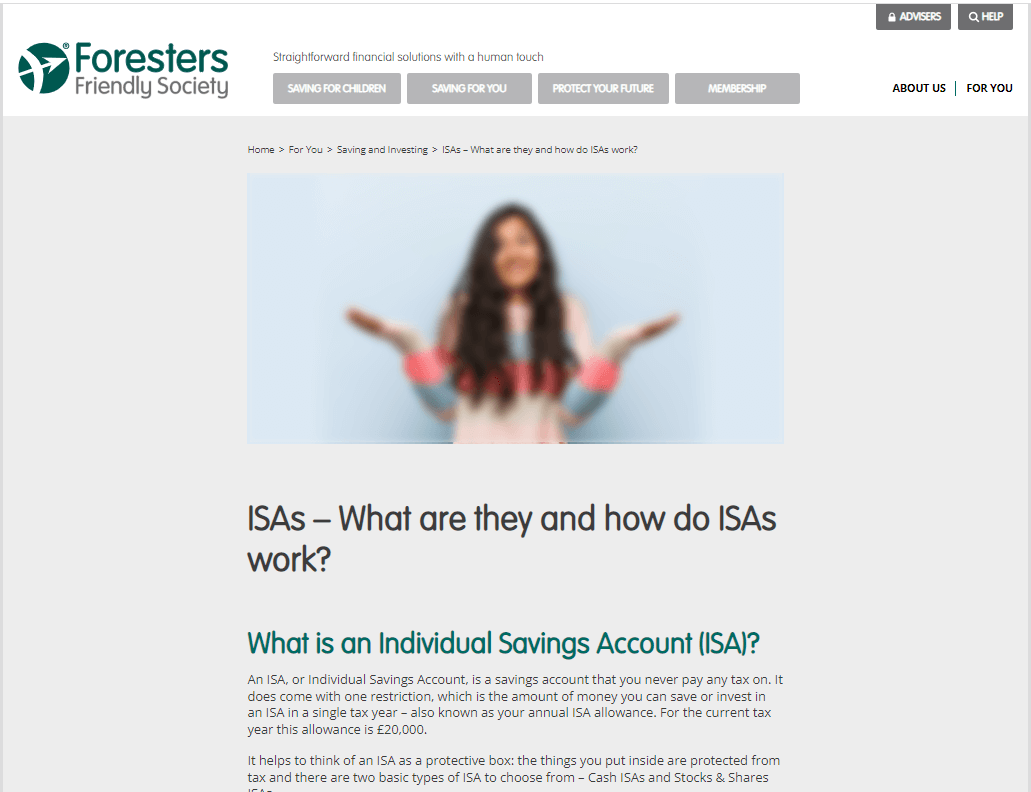 ADVISERS
HELP
Foresters®
Friendly Society
Straightforward financial solutions with a human touch
SAVING FOR CHILDREN
SAVING FOR YOU
PROTECT YOUR FUTURE
MEMBERSHIP
ABOUT US
FOR YOU
Home > For You > Saving and Investing > ISAs – What are they and how do ISAs work?
ISAs – What are they and how do ISAs
work?
What is an Individual Savings Account (ISA)?
An ISA, or Individual Savings Account, is a savings account that you never pay any tax on. It
does come with one restriction, which is the amount of money you can save or invest in
an ISA in a single tax year – also known as your annual ISA allowance. For the current tax
year this allowance is £20,000.
It helps to think of an ISA as a protective box: the things you put inside are protected from
tax and there are two basic types of ISA to choose from – Cash ISAs and Stocks & Shares
ISAs